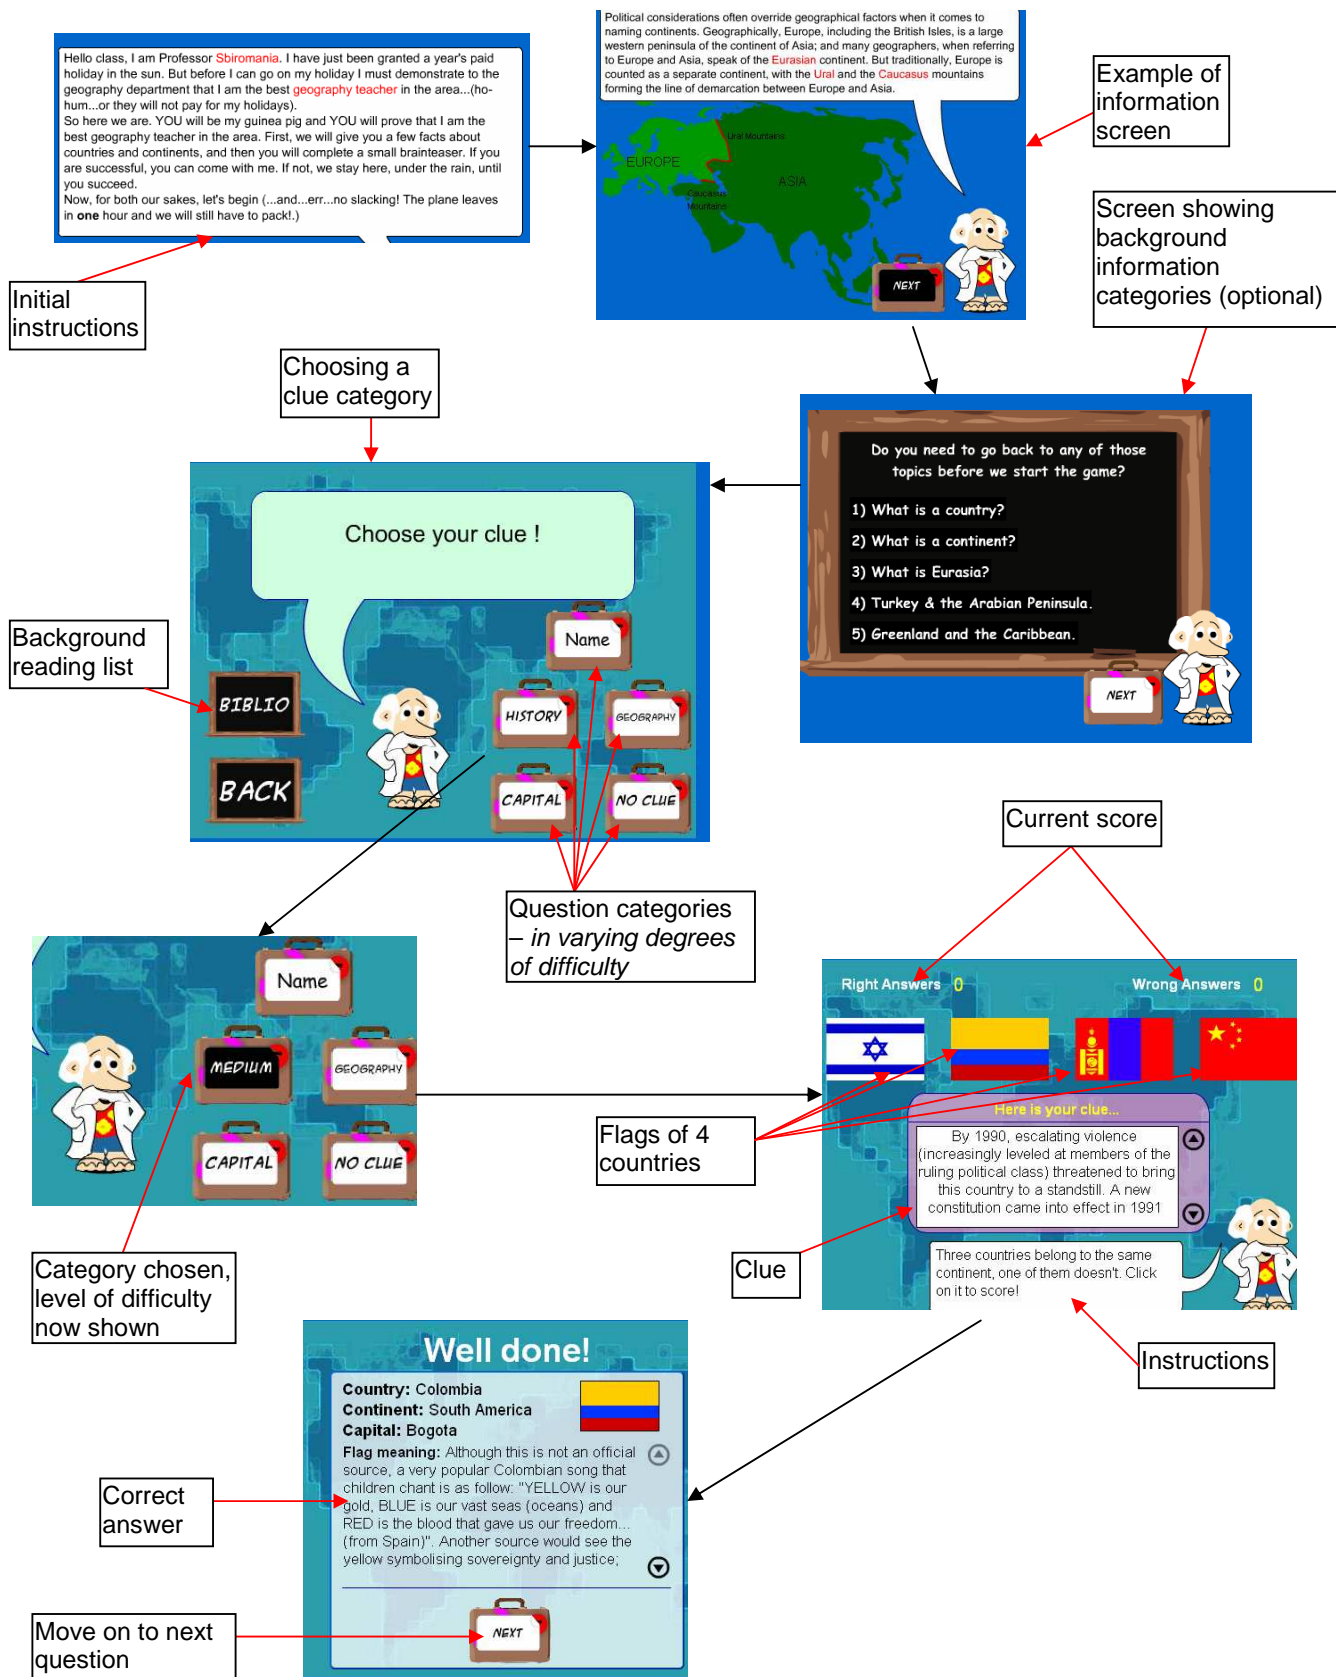 Hello class, I am Professor Sbiromania. I have just been granted a year's paid
holiday in the sun. But before I can go on my holiday I must demonstrate to the
geography department that I am the best geography teacher in the area...(ho-
hum...or they will not pay for my holidays).
So here we are. YOU will be my guinea pig and YOU will prove that I am the
best geography teacher in the area. First, we will give you a few facts about
countries and continents, and then you will complete a small brainteaser. If you
are successful, you can come with me. If not, we stay here, under the rain, until
you succeed.
Now, for both our sakes, let's begin (...and...err...no slacking! The plane leaves
in one hour and we will still have to pack!.)
Political considerations often override geographical factors when it comes to
naming continents. Geographically, Europe, including the British Isles, is a large
western peninsula of the continent of Asia; and many geographers, when referring
to Europe and Asia, speak of the Eurasian continent. But traditionally, Europe is
counted as a separate continent, with the Ural and the Caucasus mountains
forming the line of demarcation between Europe and Asia.
Ural Mountains
EUROPE
ASIA
Caucasus
Mountains
NEXT
Example of
information
screen
Screen showing
background
information
categories (optional)
Initial
instructions
Choosing a
clue category
Do you need to go back to any of those
topics before we start the game?
1) What is a country?
2) What is a continent?
3) What is Eurasia?
4) Turkey & the Arabian Peninsula.
5) Greenland and the Caribbean.
NEXT
Choose your clue !
Name
HISTORY
GEOGRAPHY
CAPITAL
NO CLUE
BIBLIO
BACK
Background
reading list
Question categories
– in varying degrees
of difficulty
Current score
Name
MEDIUM
GEOGRAPHY
CAPITAL
NO CLUE
Category chosen,
level of difficulty
now shown
Right Answers 0
Wrong Answers 0
Flags of 4
countries
Here is your clue...
By 1990, escalating violence
(increasingly leveled at members of the
ruling political class) threatened to bring
this country to a standstill. A new
constitution came into effect in 1991
Clue
Three countries belong to the same
continent, one of them doesn't. Click
on it to score!
Instructions
Well done!
Country: Colombia
Continent: South America
Capital: Bogota
Flag meaning: Although this is not an official
source, a very popular Colombian song that
children chant is as follow: "YELLOW is our
gold, BLUE is our vast seas (oceans) and
RED is the blood that gave us our freedom...
(from Spain)". Another source would see the
yellow symbolising sovereignty and justice;
NEXT
Correct
answer
Move on to next
question